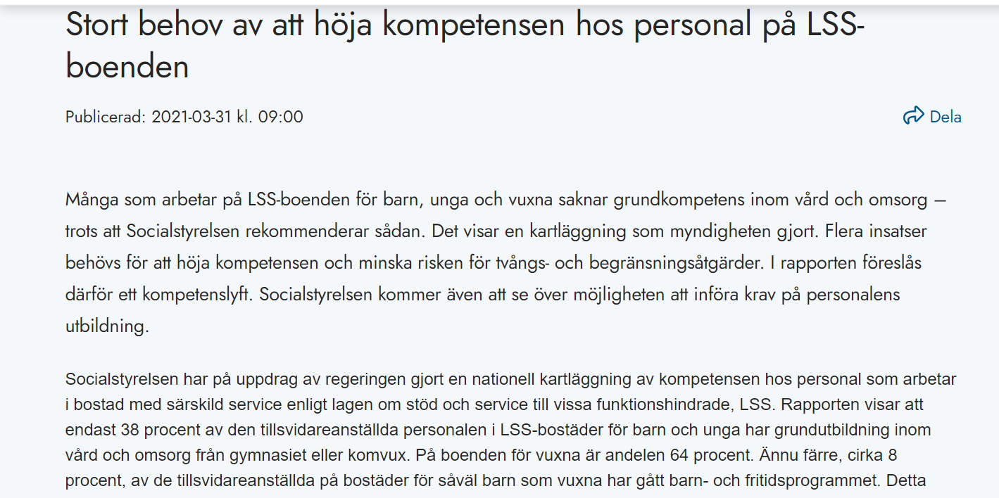 Stort behov av att höja kompetensen hos personal på LSS-
boenden
Publicerad: 2021-03-31 kl. 09:00
Dela
Många som arbetar på LSS-boenden för barn, unga och vuxna saknar grundkompetens inom vård och omsorg –
trots att Socialstyrelsen rekommenderar sådan. Det visar en kartläggning som myndigheten gjort. Flera insatser
behövs för att höja kompetensen och minska risken för tvångs- och begränsningsåtgärder. I rapporten föreslås
därför ett kompetenslyft. Socialstyrelsen kommer även att se över möjligheten att införa krav på personalens
utbildning.
Socialstyrelsen har på uppdrag av regeringen gjort en nationell kartläggning av kompetensen hos personal som arbetar
i bostad med särskild service enligt lagen om stöd och service till vissa funktionshindrade, LSS. Rapporten visar att
endast 38 procent av den tillsvidareanställda personalen i LSS-bostäder för barn och unga har grundutbildning inom
vård och omsorg från gymnasiet eller komvux. På boenden för vuxna är andelen 64 procent. Ännu färre, cirka 8
procent, av de tillsvidareanställda på bostäder för såväl barn som vuxna har gått barn- och fritidsprogrammet. Detta